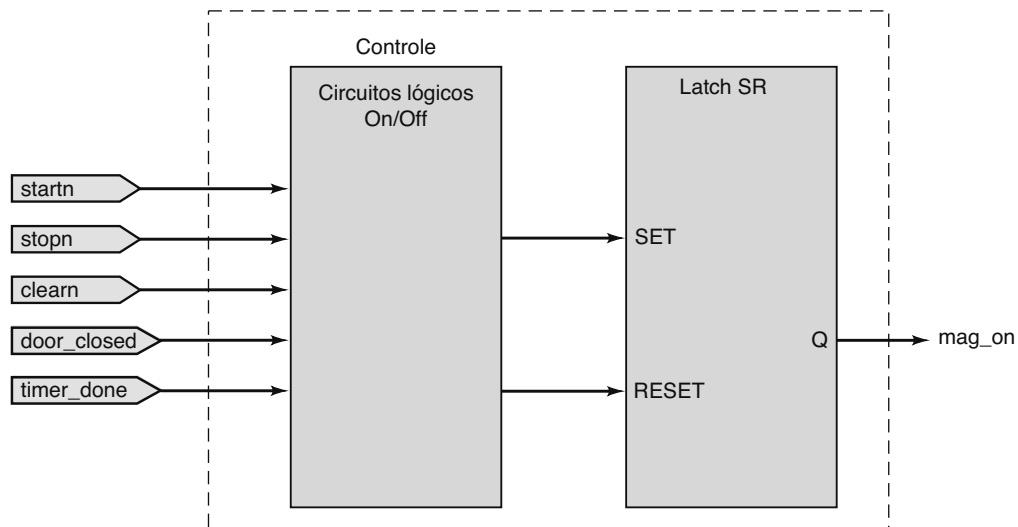 Controle
Circuitos lógicos
On/Off
Latch SR
startn
stopn
clearn
door_closed
timer_done
SET
RESET
Q
mag_on